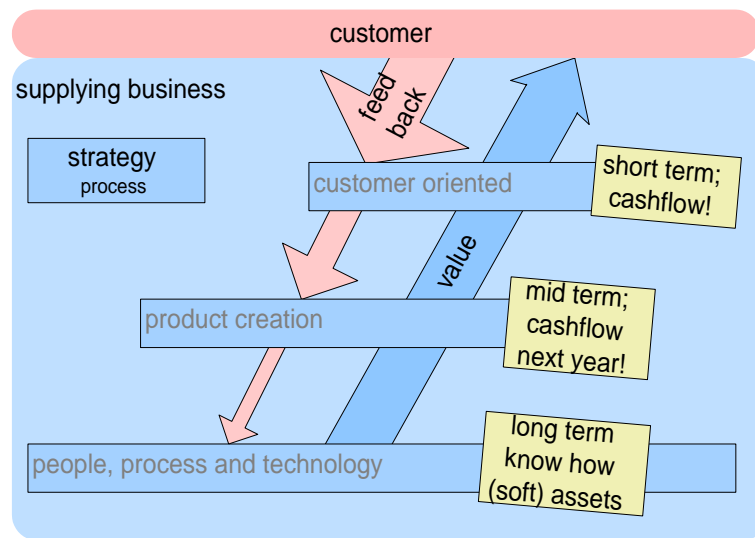 customer
supplying business
feed
back
strategy
process
customer oriented
short term;
cashflow!
value
product creation
mid term;
cashflow
next year!
people, process and technology
long term
know how
(soft) assets